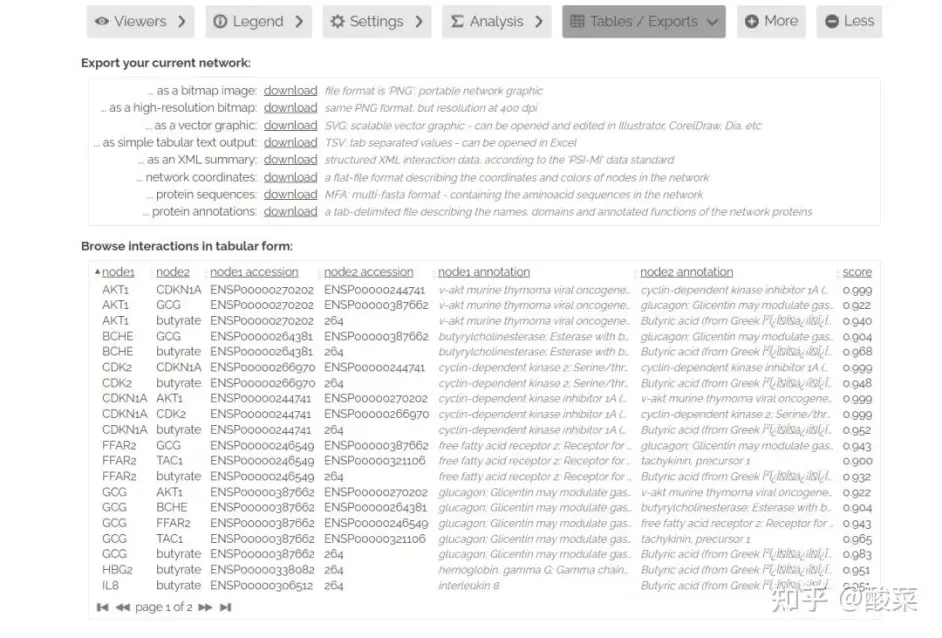 Viewers Legend Settings Analysis Tables / Exports More Less
Export your current network:
... as a bitmap image: download file format is 'PNG': portable network graphic
... as a high-resolution bitmap: download same PNG format, but resolution at 400 dpi
... as a vector graphic: download SVG: scalable vector graphic - can be opened and edited in Illustrator, CorelDraw, Dia, etc
... as simple tabular text output: download TSV: tab separated values - can be opened in Excel
... as an XML summary: download structured XML interaction data, according to the 'PSI-MI' data standard
... network coordinates: download a flat-file format describing the coordinates and colors of nodes in the network
... protein sequences: download MFA: multi-fasta format - containing the aminoacid sequences in the network
... protein annotations: download a tab-delimited file describing the names, domains and annotated functions of the network proteins
Browse interactions in tabular form:
node1 node2 node1 accession node2 accession node1 annotation node2 annotation score
AKT1 CDKN1A ENSP00000270202 ENSP00000244741 v-akt murine thymoma viral oncogene... cyclin-dependent kinase inhibitor 1A (... 0.999
AKT1 GCG ENSP00000270202 ENSP00000387662 v-akt murine thymoma viral oncogene... glucagon; Glicentin may modulate gas... 0.922
AKT1 butyrate ENSP00000270202 264 v-akt murine thymoma viral oncogene... Butyric acid (from Greek 0.940
BCHE GCG ENSP00000264381 ENSP00000387662 butyrylcholinesterase; Esterase with b... glucagon; Glicentin may modulate gas... 0.904
BCHE butyrate ENSP00000264381 264 butyrylcholinesterase; Esterase with b... Butyric acid (from Greek 0.968
CDK2 CDKN1A ENSP00000266970 ENSP00000244741 cyclin-dependent kinase 2; Serine/thr... cyclin-dependent kinase inhibitor 1A (... 0.999
CDK2 butyrate ENSP00000266970 264 cyclin-dependent kinase 2; Serine/thr... Butyric acid (from Greek 0.948
CDKN1A AKT1 ENSP00000244741 ENSP00000270202 cyclin-dependent kinase inhibitor 1A (... v-akt murine thymoma viral oncogene... 0.999
CDKN1A CDK2 ENSP00000244741 ENSP00000266970 cyclin-dependent kinase inhibitor 1A (... cyclin-dependent kinase 2; Serine/thr... 0.999
CDKN1A butyrate ENSP00000244741 264 cyclin-dependent kinase inhibitor 1A (... Butyric acid (from Greek 0.952
FFAR2 GCG ENSP00000246549 ENSP00000387662 free fatty acid receptor 2; Receptor for ... glucagon; Glicentin may modulate gas... 0.943
FFAR2 TAC1 ENSP00000246549 ENSP00000321106 free fatty acid receptor 2; Receptor for ... tachykinin, precursor 1 0.900
FFAR2 butyrate ENSP00000246549 264 free fatty acid receptor 2; Receptor for ... Butyric acid (from Greek 0.932
GCG AKT1 ENSP00000387662 ENSP00000270202 glucagon; Glicentin may modulate gas... v-akt murine thymoma viral oncogene... 0.922
GCG BCHE ENSP00000387662 ENSP00000264381 glucagon; Glicentin may modulate gas... butyrylcholinesterase; Esterase with b... 0.904
GCG FFAR2 ENSP00000387662 ENSP00000246549 glucagon; Glicentin may modulate gas... free fatty acid receptor 2; Receptor for ... 0.943
GCG TAC1 ENSP00000387662 ENSP00000321106 glucagon; Glicentin may modulate gas... tachykinin, precursor 1 0.965
GCG butyrate ENSP00000387662 264 glucagon; Glicentin may modulate gas... Butyric acid (from Greek 0.983
HBG2 butyrate ENSP00000338082 264 hemoglobin, gamma G; Gamma chain... Butyric acid (from Greek 0.951
IL8 butyrate ENSP00000306512 264 interleukin 8 Butyric acid (from Greek 0.951
page 1 of 2
知乎 @酸菜